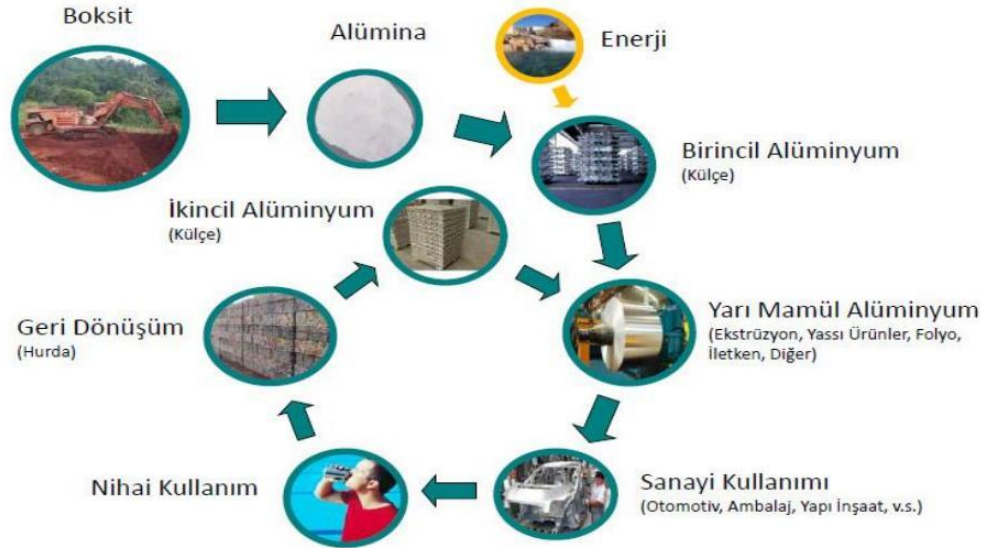 Boksit
Alümina
Enerji
Birincil Alüminyum
(Külçe)
İkincil Alüminyum
(Külçe)
Yarı Mamül Alüminyum
(Ekstrüzyon, Yassı Ürünler, Folyo,
İletken, Diğer)
Geri Dönüşüm
(Hurda)
Nihai Kullanım
Sanayi Kullanımı
(Otomotiv, Ambalaj, Yapı İnşaat, v.s.)